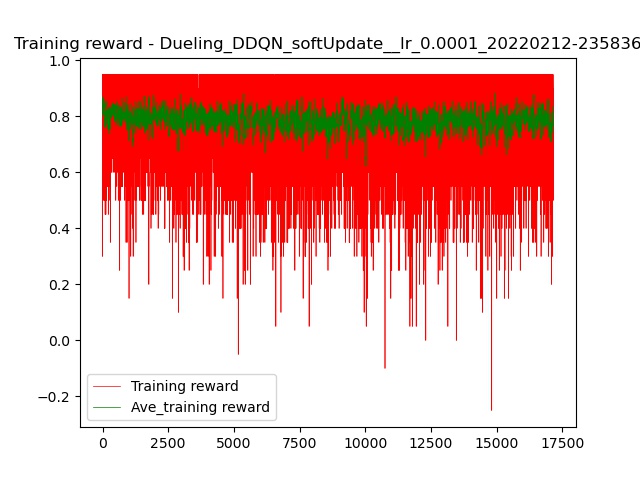 Training reward - Dueling_DDQN_softUpdate__lr_0.0001_20220212-235836
1.0
0.8
0.6
0.4
0.2
0.0
−0.2
Training reward
Ave_training reward
0 2500 5000 7500 10000 12500 15000 17500